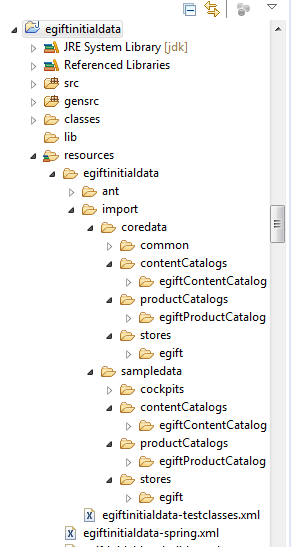 egiftinitialdata
JRE System Library [jdk]
Referenced Libraries
src
gensrc
classes
lib
resources
egiftinitialdata
ant
import
coredata
common
contentCatalogs
egiftContentCatalog
productCatalogs
egiftProductCatalog
stores
egift
sampledata
cockpits
contentCatalogs
egiftContentCatalog
productCatalogs
egiftProductCatalog
stores
egift
egiftinitialdata-testclasses.xml
egiftinitialdata-spring.xml